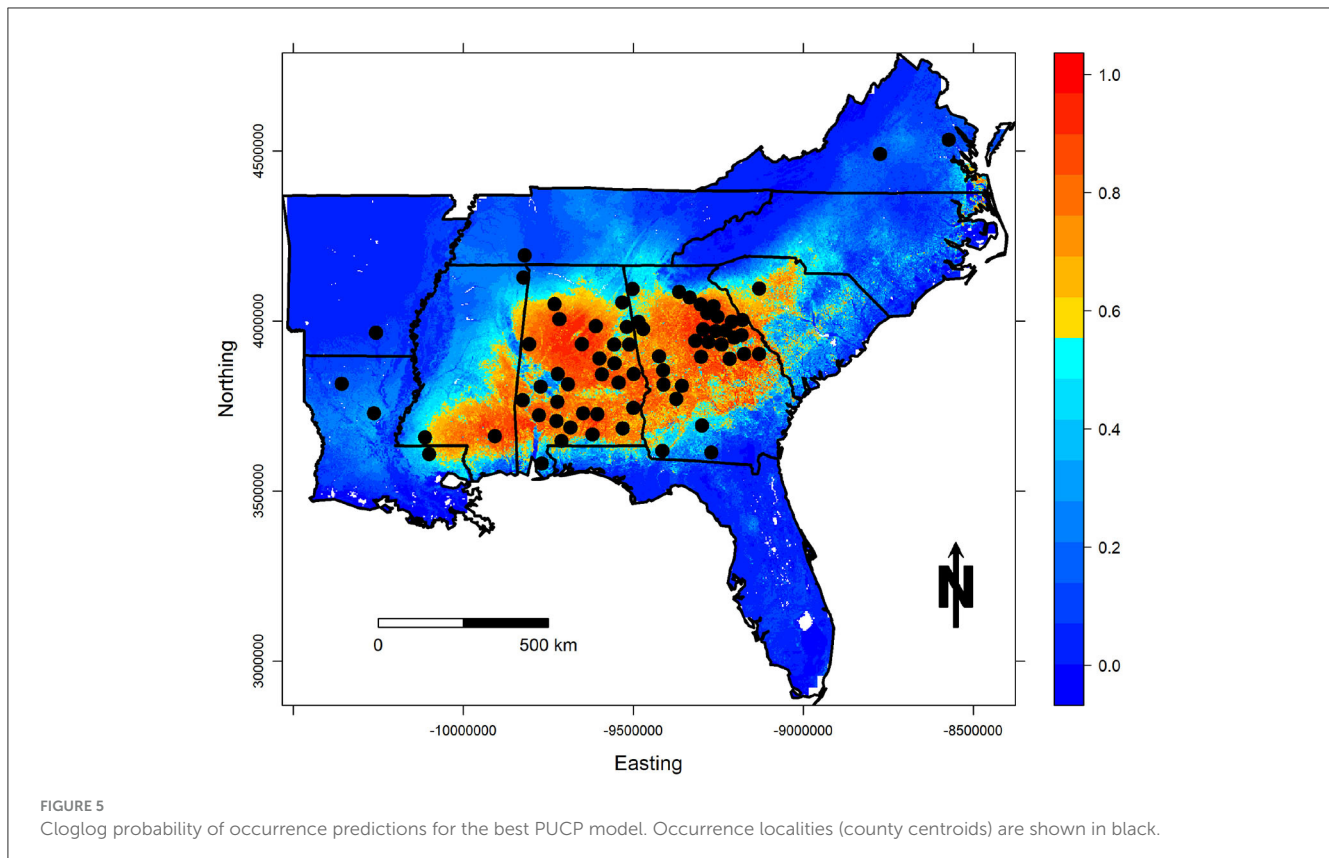 4500000
4000000
3500000
3000000
Northing
-10000000
-9500000
-9000000
-8500000
Easting
0
500 km
N
1.0
0.8
0.6
0.4
0.2
0.0
FIGURE 5
Cloglog probability of occurrence predictions for the best PUCP model. Occurrence localities (county centroids) are shown in black.